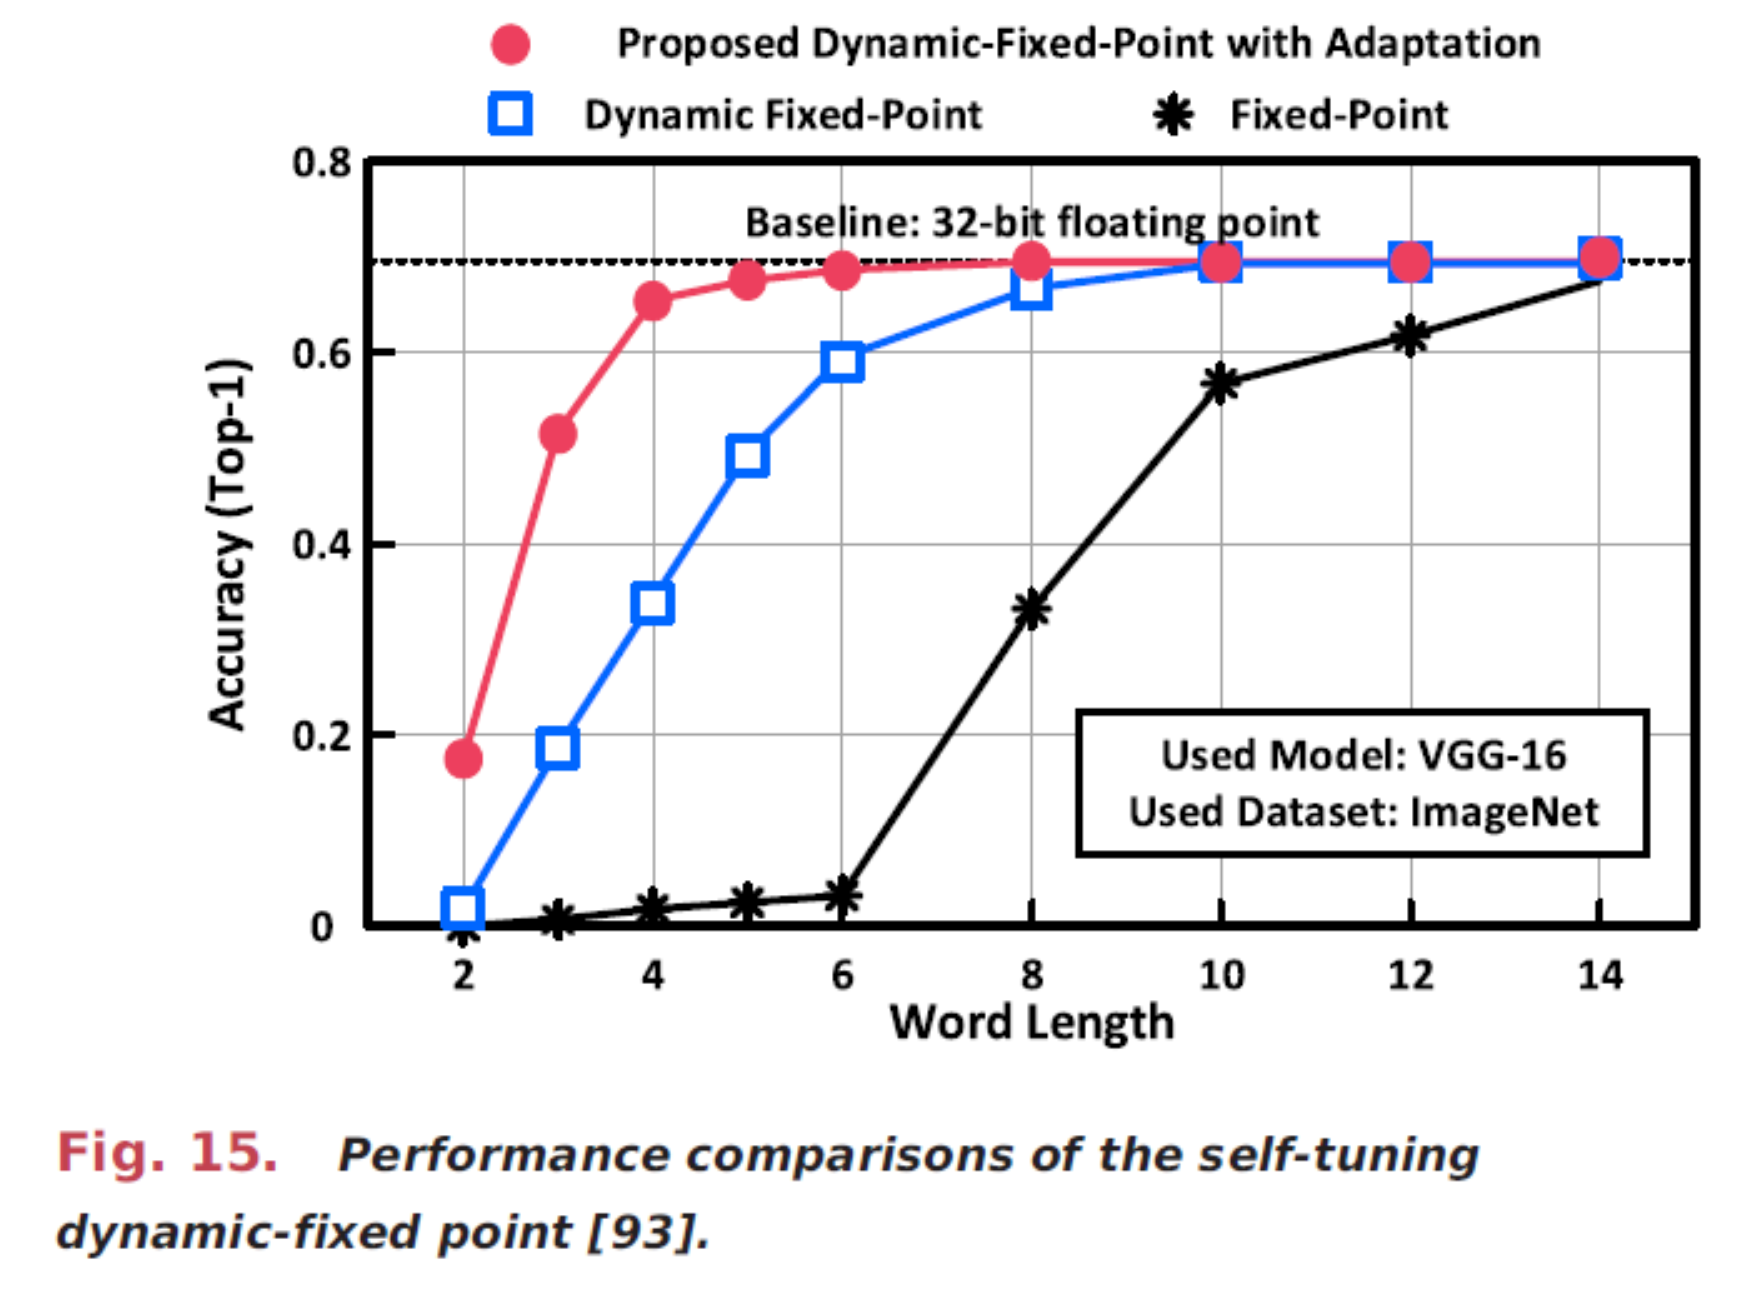 Proposed Dynamic-Fixed-Point with Adaptation
Dynamic Fixed-Point Fixed-Point
0.8
Baseline: 32-bit floating point
0.6
0.4
0.2
0
Accuracy (Top-1)
Used Model: VGG-16
Used Dataset: ImageNet
2 4 6 8 10 12 14
Word Length
Fig. 15. Performance comparisons of the self-tuning
dynamic-fixed point [93].